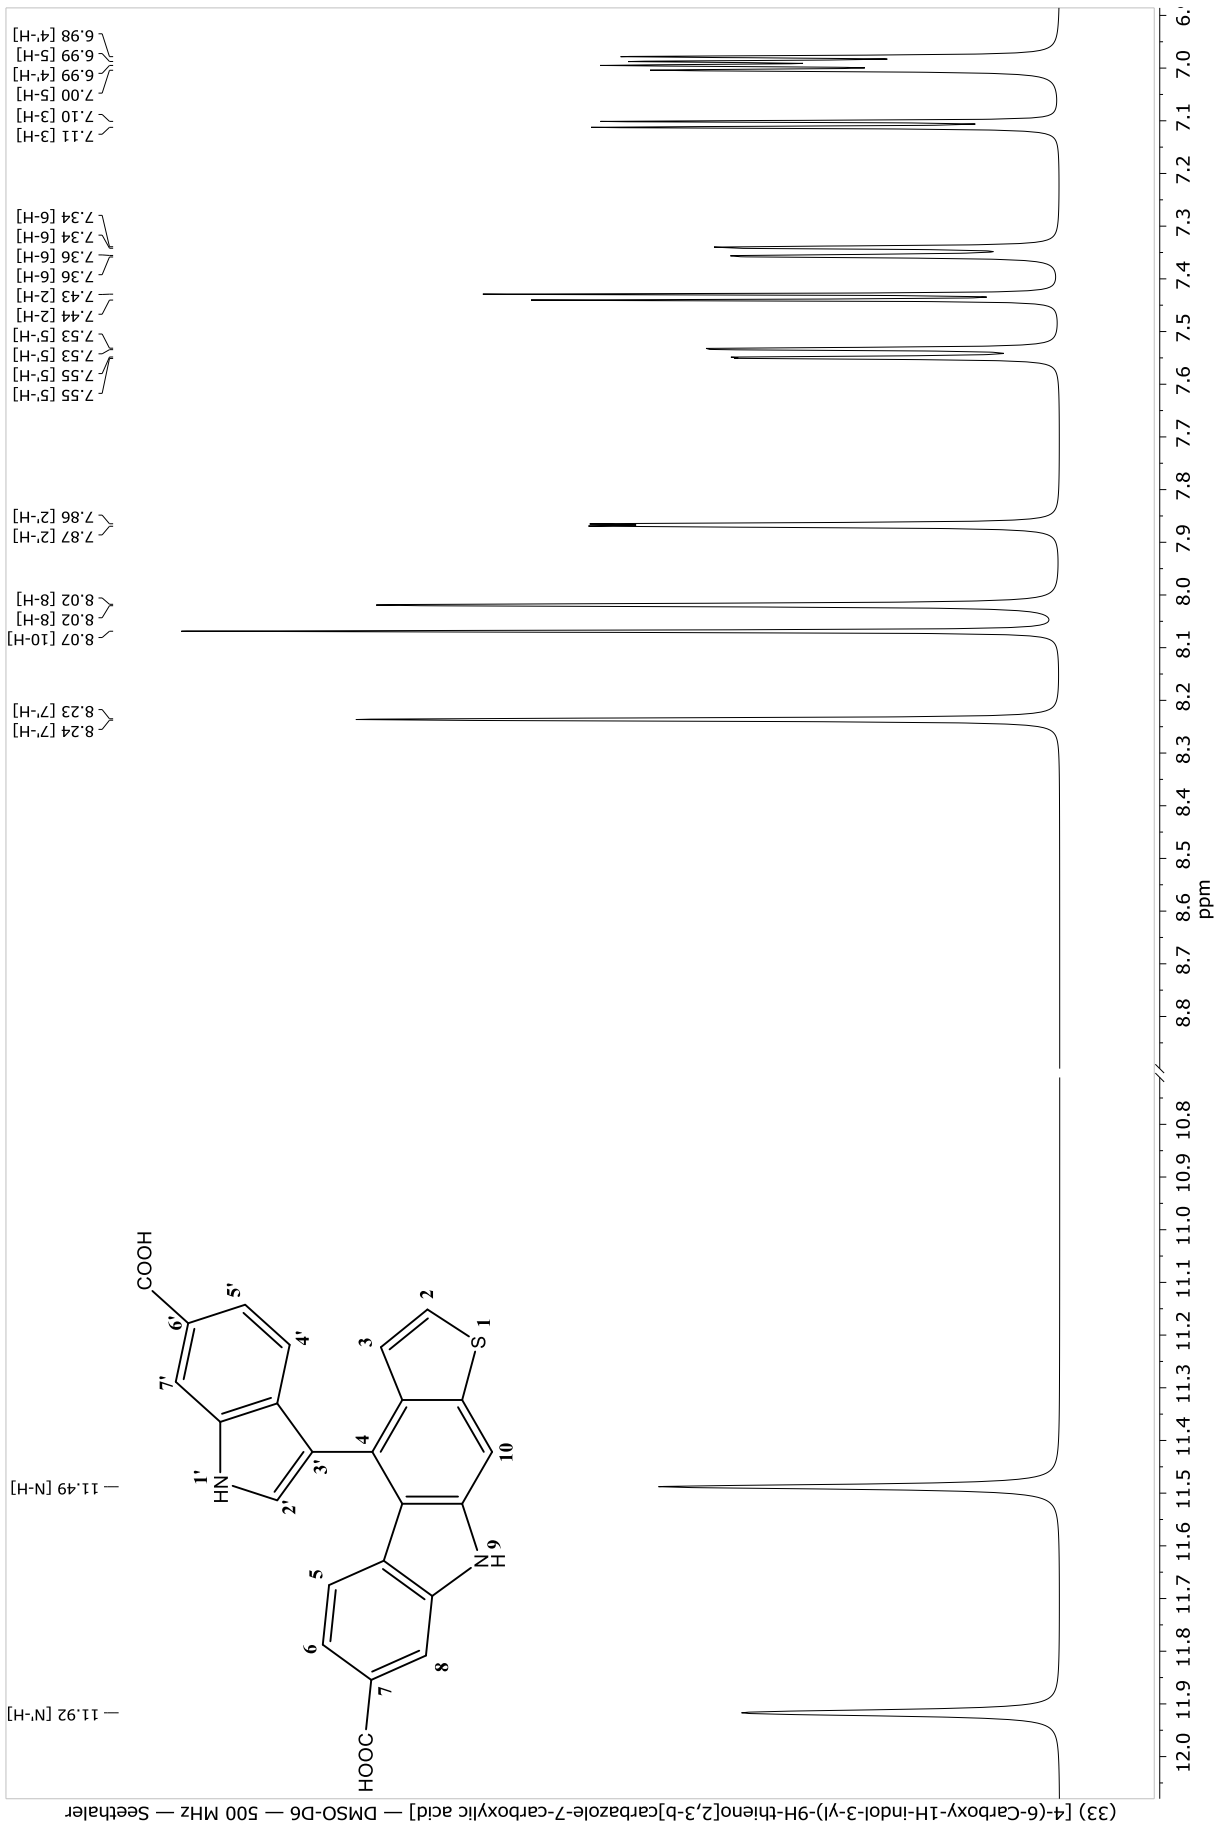 (33) [4-(6-Carboxy-1H-indol-3-yl)-9H-thieno[2,3-b]carbazole-7-carboxylic acid] — DMSO-D6 — 500 MHz — Seethaler
11.92 [N'-H]
11.49 [N-H]
8.24 [7'-H]
8.23 [7'-H]
8.07 [10-H]
8.02 [8-H]
8.02 [8-H]
7.87 [2'-H]
7.86 [2'-H]
7.55 [5'-H]
7.55 [5'-H]
7.53 [5'-H]
7.53 [5'-H]
7.44 [2-H]
7.43 [2-H]
7.36 [6-H]
7.36 [6-H]
7.34 [6-H]
7.34 [6-H]
7.11 [3-H]
7.10 [3-H]
7.00 [5-H]
6.99 [4'-H]
6.99 [5-H]
6.98 [4'-H]
COOH
5'
6'
4'
7'
1'
HN
2'
3'
3
2
1
S
4
10
5
6
7
8
9
N
H
HOOC
12.0 11.9 11.8 11.7 11.6 11.5 11.4 11.3 11.2 11.1 11.0 10.9 10.8 8.8 8.7 8.6 8.5 8.4 8.3 8.2 8.1 8.0 7.9 7.8 7.7 7.6 7.5 7.4 7.3 7.2 7.1 7.0 6.
ppm